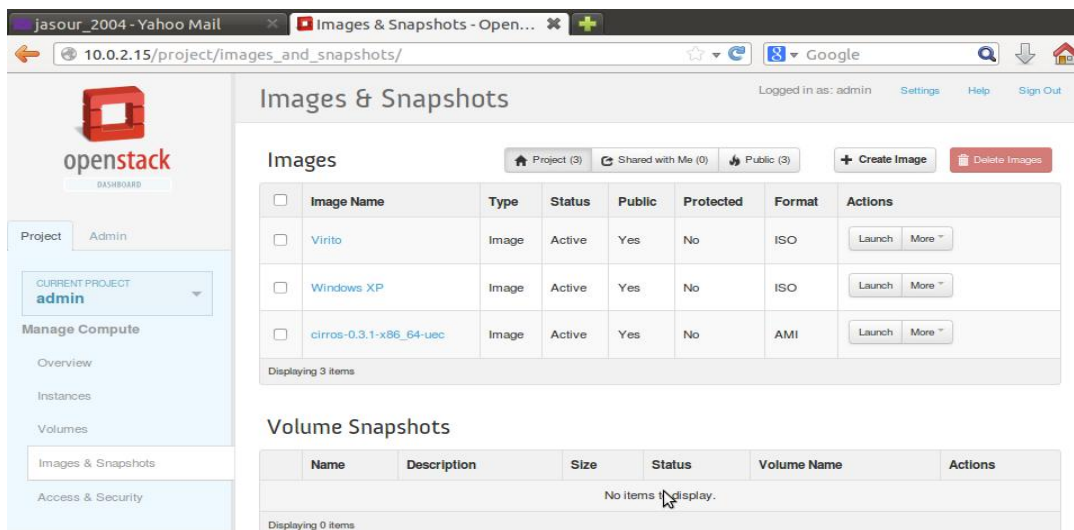 jasour_2004 - Yahoo Mail
Images & Snapshots - Open...
10.0.2.15/project/images_and_snapshots/
Google
openstack
DASHBOARD
Project Admin
CURRENT PROJECT
admin
Manage Compute
Overview
Instances
Volumes
Images & Snapshots
Access & Security
Images & Snapshots
Logged in as: admin Settings Help Sign Out
Images
Project (3) Shared with Me (0) Public (3) Create Image Delete Images
Image Name Type Status Public Protected Format Actions
Virito Image Active Yes No ISO Launch More
Windows XP Image Active Yes No ISO Launch More
cirros-0.3.1-x86_64-uec Image Active Yes No AMI Launch More
Displaying 3 items
Volume Snapshots
Name Description Size Status Volume Name Actions
No items to display.
Displaying 0 items